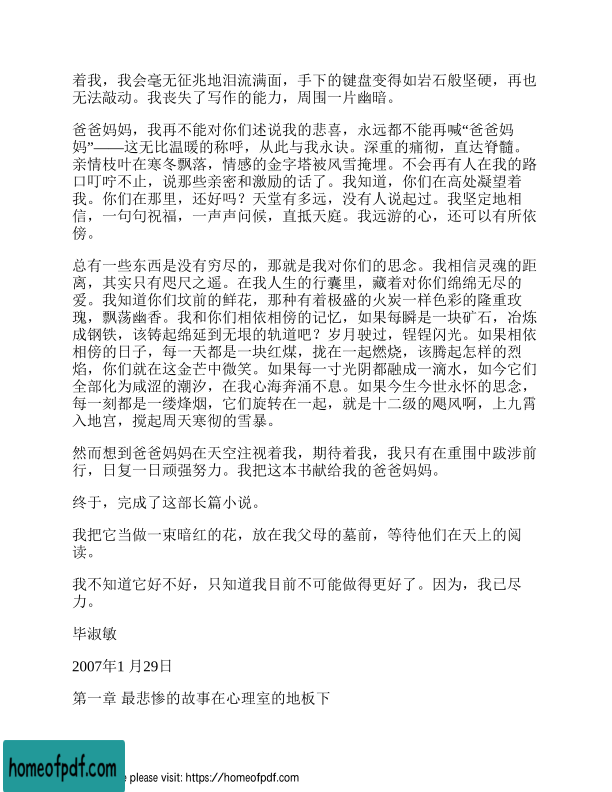 着我，我会毫无征兆地泪流满面，手下的键盘变得如岩石般坚硬，再也
无法敲动。我丧失了写作的能力，周围一片幽暗。
爸爸妈妈，我再不能对你们述说我的悲喜，永远都不能再喊“爸爸妈
妈”——这无比温暖的称呼，从此与我永诀。深重的痛彻，直达脊髓。
亲情枝叶在寒冬飘落，情感的金字塔被风雪掩埋。不会再有人在我的路
口叮咛不止，说那些亲密和激励的话了。我知道，你们在高处凝望着
我。你们在那里，还好吗？天堂有多远，没有人说起过。我坚定地相
信，一句句祝福，一声声问候，直抵天庭。我远游的心，还可以有所依
傍。
总有一些东西是没有穷尽的，那就是我对你们的思念。我相信灵魂的距
离，其实只有咫尺之遥。在我人生的行囊里，藏着对你们绵绵无尽的
爱。我知道你们坟前的鲜花，那种有着极盛的火炭一样色彩的隆重玫
瑰，飘荡幽香。我和你们相依相傍的记忆，如果每瞬是一块矿石，冶炼
成钢铁，该铸起绵延到无垠的轨道吧？岁月驶过，锃锃闪光。如果相依
相傍的日子，每一天都是一块红煤，拢在一起燃烧，该腾起怎样的烈
焰，你们就在这金芒中微笑。如果每一寸光阴都融成一滴水，如今它们
全部化为咸涩的潮汐，在我心海奔涌不息。如果今生今世永怀的思念，
每一刻都是一缕烽烟，它们旋转在一起，就是十二级的飓风啊，上九霄
入地宫，搅起周天寒彻的雪暴。
然而想到爸爸妈妈在天空注视着我，期待着我，我只有在重围中跋涉前
行，日复一日顽强努力。我把这本书献给我的爸爸妈妈。
终于，完成了这部长篇小说。
我把它当做一束暗红的花，放在我父母的墓前，等待他们在天上的阅
读。
我不知道它好不好，只知道我目前不可能做得更好了。因为，我已尽
力。
毕淑敏
2007年1 月29日
第一章 最悲惨的故事在心理室的地板下
homeofpdf.com
e please visit: https://homeofpdf.com